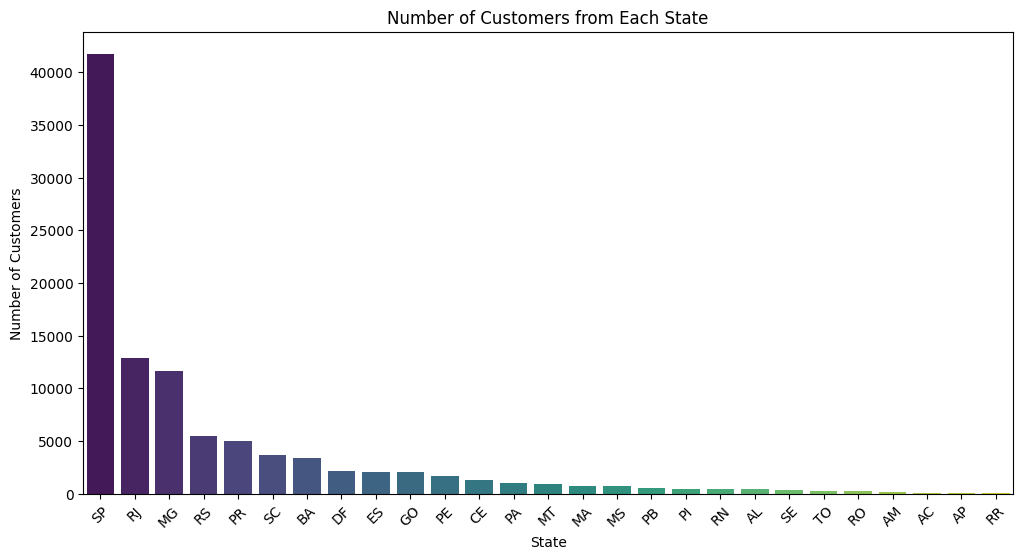 Number of Customers from Each State
Number of Customers
40000
35000
30000
25000
20000
15000
10000
5000
0
SP RJ MG RS PR SC BA DF ES GO PE CE PA MT MA MS PB PI RN AL SE TO RO AM AC AP RR
State